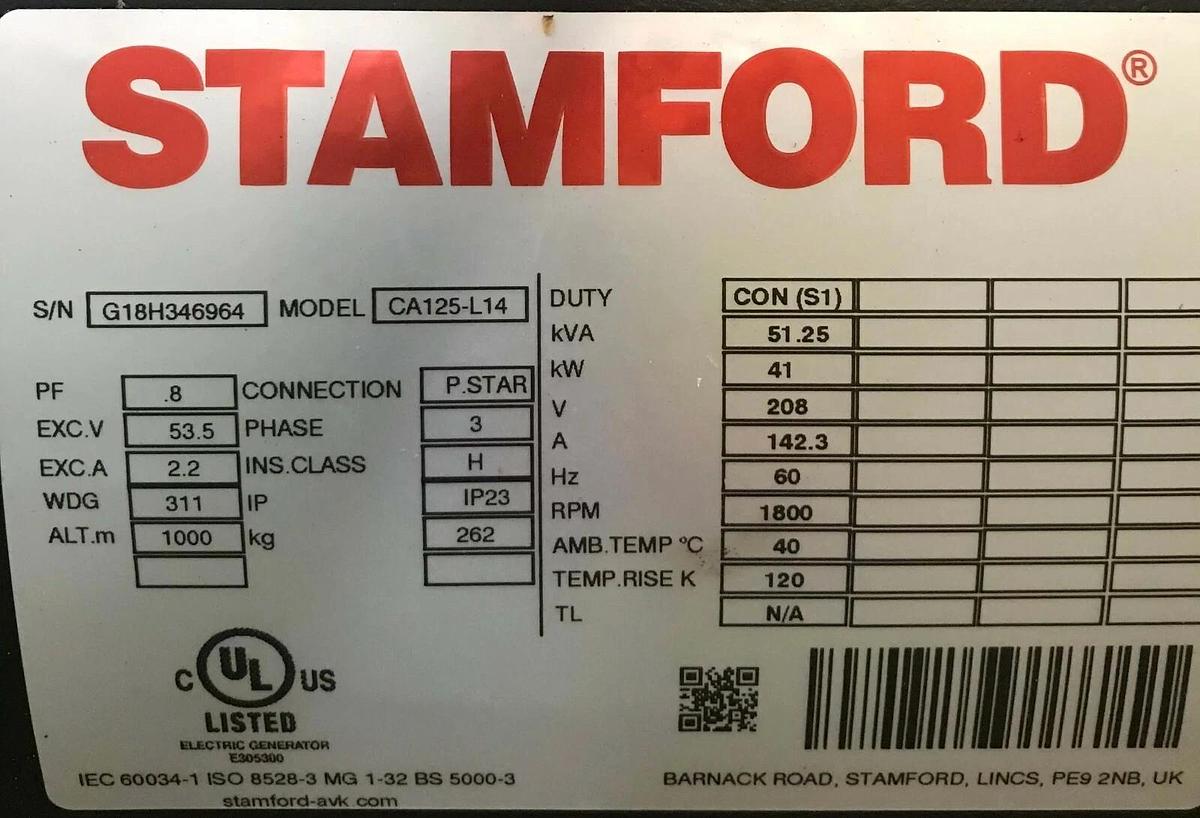 STAMFORD®
S/N G18H346964 MODEL CA125-L14
PF .8 CONNECTION P.STAR
EXC.V 53.5 PHASE 3
EXC.A 2.2 INS.CLASS H
WDG 311 IP IP23
ALT.m 1000 kg 262
DUTY CON (S1)
kVA 51.25
kW 41
V 208
A 142.3
Hz 60
RPM 1800
AMB.TEMP °C 40
TEMP.RISE K 120
TL N/A
C UL US
LISTED
ELECTRIC GENERATOR
E305300
IEC 60034-1 ISO 8528-3 MG 1-32 BS 5000-3
stamford-avk.com
BARNACK ROAD, STAMFORD, LINCS, PE9 2NB, UK